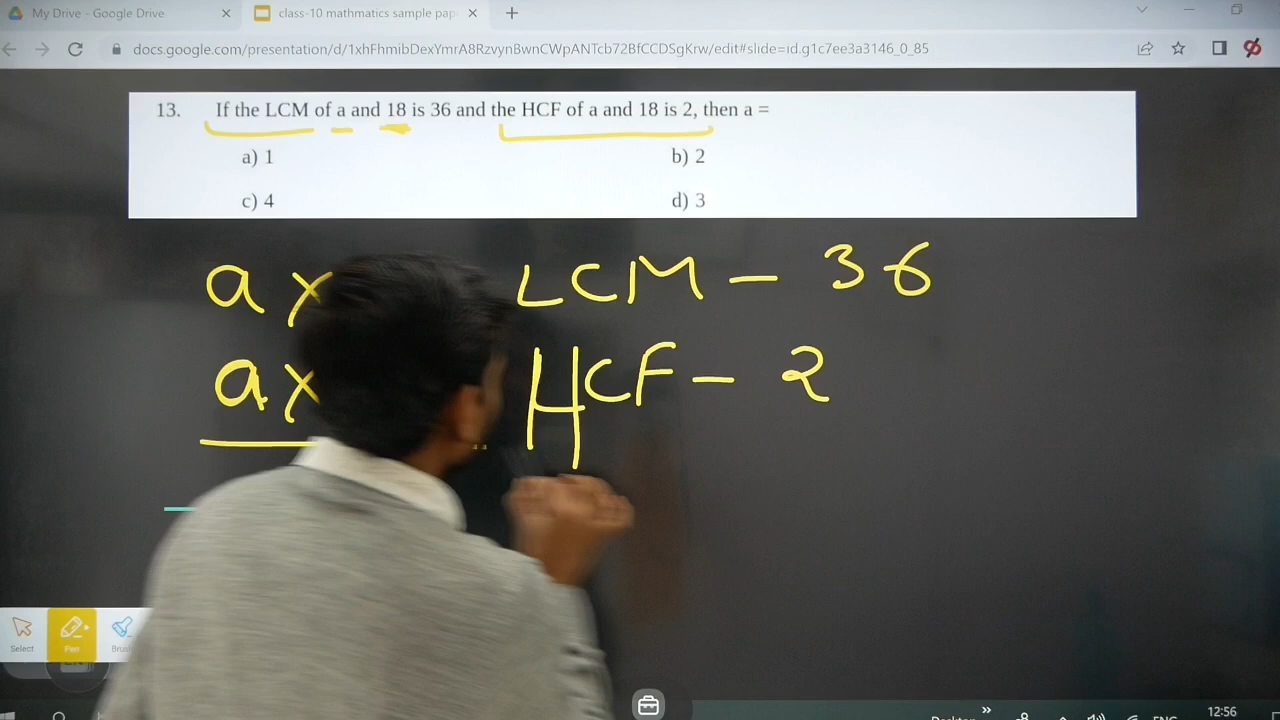 My Drive - Google Drive
class-10 mathmatics sample pap
docs.google.com/presentation/d/1xhFhmibDexYmrA8RzvynBwnCWpANTcb72BfCCDSgKrw/edit#slide=id.g1c7ee3a3146_0_85
13. If the LCM of a and 18 is 36 and the HCF of a and 18 is 2, then a =
a) 1 b) 2
c) 4 d) 3
a x LCM - 36
a x HCF - 2
Select Pen
12:56